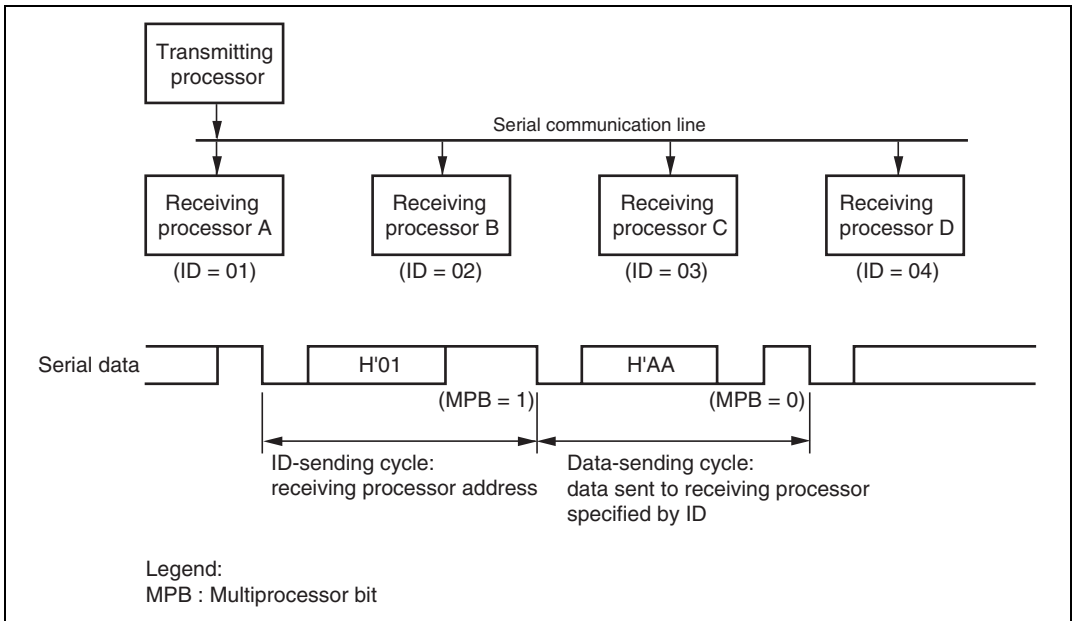 Transmitting
processor
Serial communication line
Receiving
processor A
Receiving
processor B
Receiving
processor C
Receiving
processor D
(ID = 01)
(ID = 02)
(ID = 03)
(ID = 04)
Serial data
H'01
H'AA
(MPB = 1)
(MPB = 0)
ID-sending cycle:
receiving processor address
Data-sending cycle:
data sent to receiving processor
specified by ID
Legend:
MPB : Multiprocessor bit